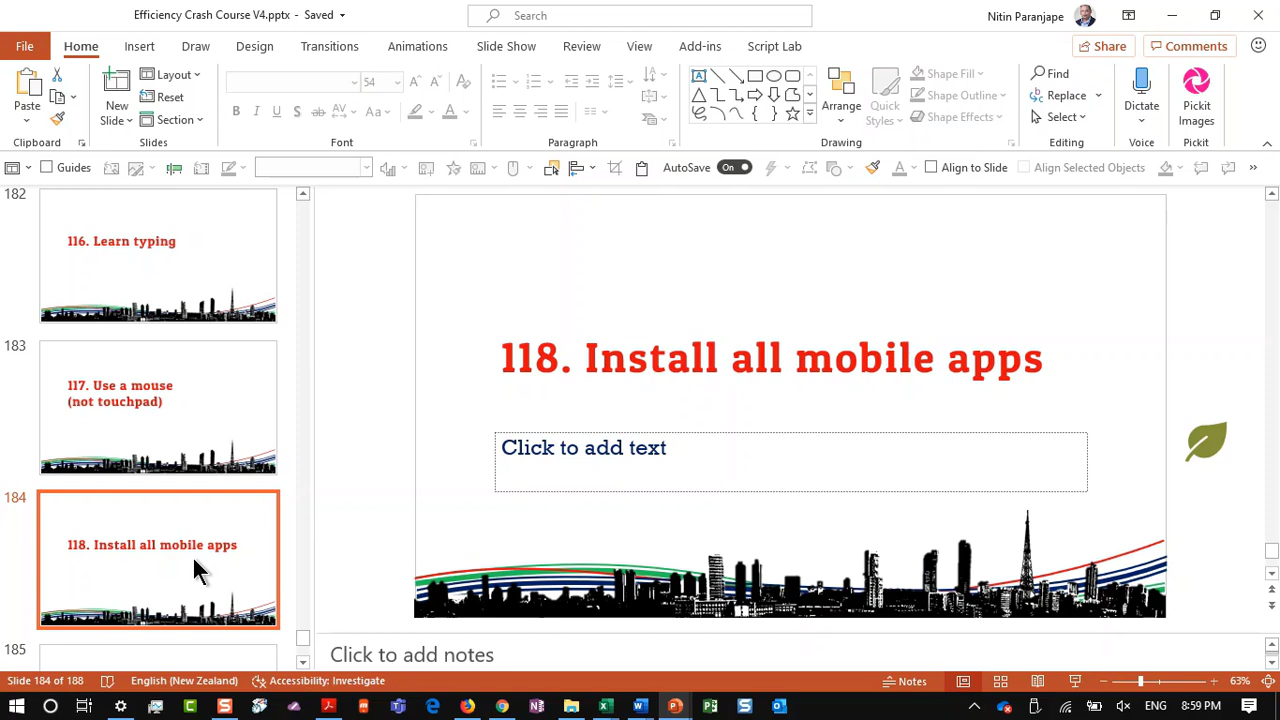 Efficiency Crash Course V4.pptx - Saved
Search
Nitin Paranjape
File
Home
Insert
Draw
Design
Transitions
Animations
Slide Show
Review
View
Add-ins
Script Lab
Share
Comments
Paste
New
Slide
Layout
Reset
Section
54
B
I
U
S
ab
AV
Aa
A
A
A
Arrange
Quick
Styles
Shape Fill
Shape Outline
Shape Effects
Find
Replace
Select
Dictate
Pickit
Images
Clipboard
Slides
Font
Paragraph
Drawing
Editing
Voice
Pickit
Guides
AutoSave
On
Align to Slide
Align Selected Objects
182
116. Learn typing
183
117. Use a mouse
(not touchpad)
184
118. Install all mobile apps
185
118. Install all mobile apps
Click to add text
Click to add notes
Slide 184 of 188
English (New Zealand)
Accessibility: Investigate
Notes
63%
ENG
8:59 PM